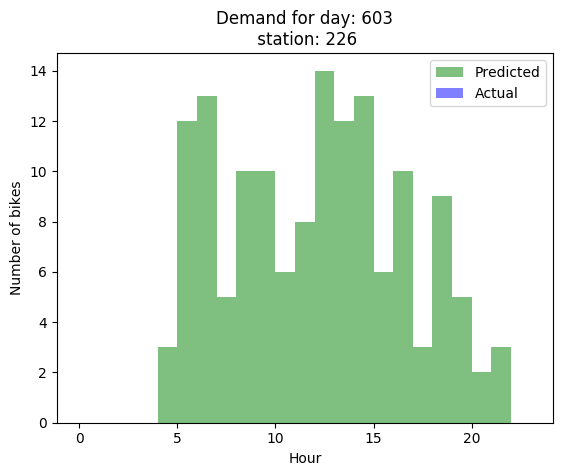 Demand for day: 603
station: 226
Predicted
Actual
Number of bikes
14
12
10
8
6
4
2
0
0
5
10
15
20
Hour